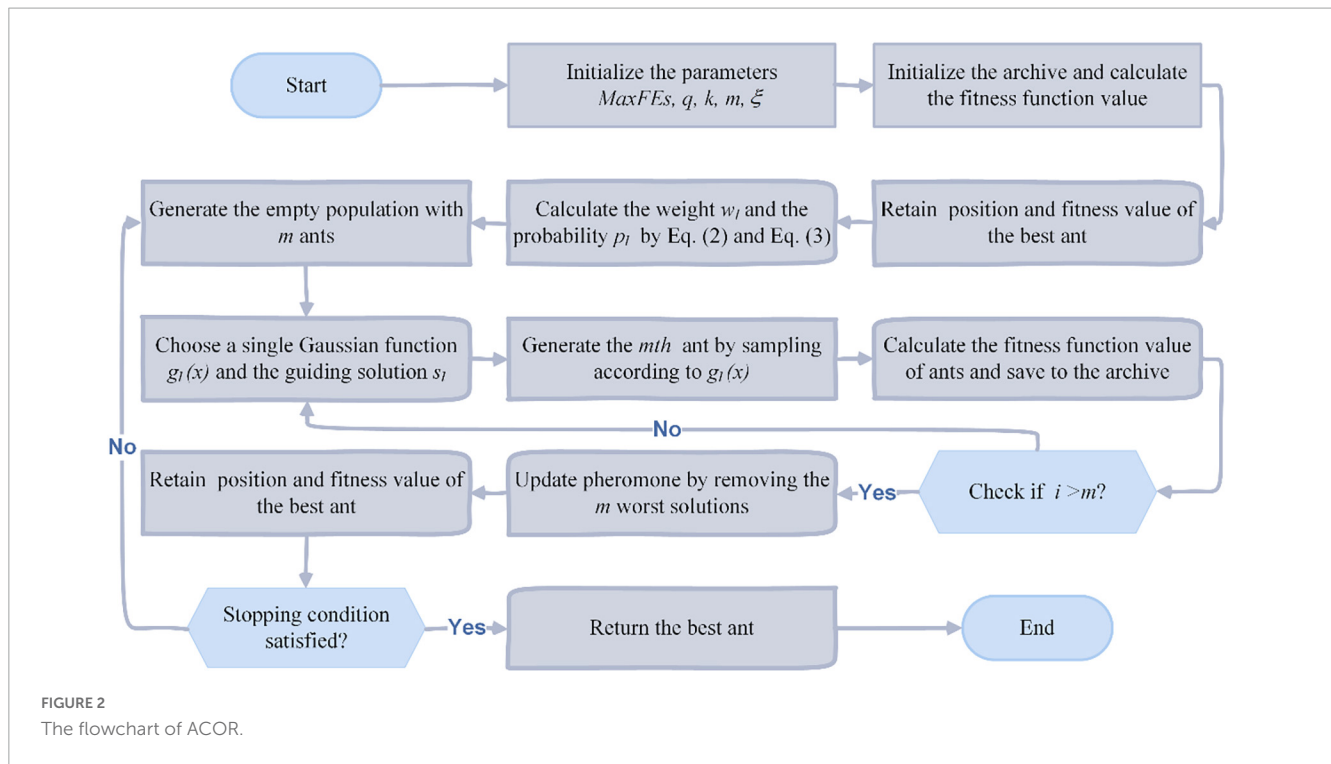 Start
Initialize the parameters
MaxFEs, q, k, m, ξ
Initialize the archive and calculate
the fitness function value
Retain position and fitness value of
the best ant
Calculate the weight wl and the
probability pl by Eq. (2) and Eq. (3)
Generate the empty population with
m ants
Choose a single Gaussian function
gl(x) and the guiding solution sl
Generate the mth ant by sampling
according to gl(x)
Calculate the fitness function value
of ants and save to the archive
Check if i >m?
No
Yes
Update pheromone by removing the
m worst solutions
Retain position and fitness value of
the best ant
Stopping condition
satisfied?
No
Yes
Return the best ant
End
FIGURE 2
The flowchart of ACOR.